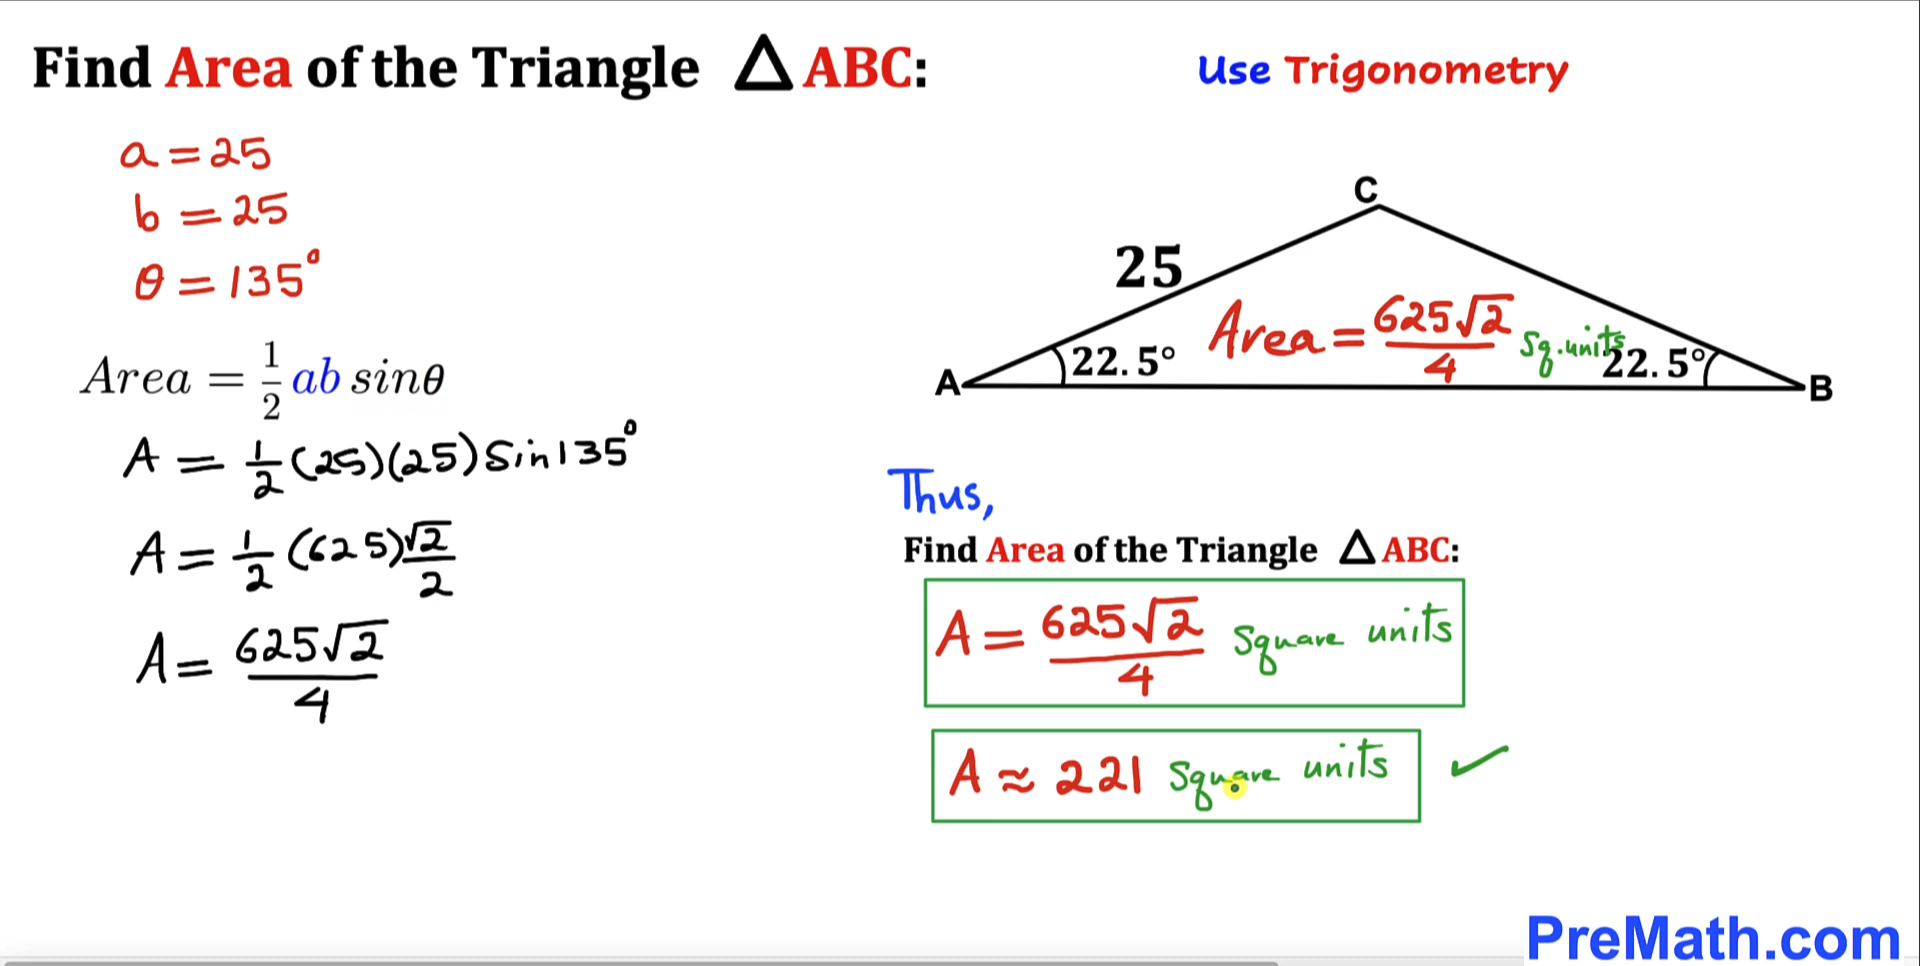 Find Area of the Triangle △ ABC:
Use Trigonometry
a = 25
b = 25
θ = 135°
Area = 1/2 ab sinθ
A = 1/2 (25)(25) Sin 135°
A = 1/2 (625) √2/2
A = 625√2/4
C
25
Area = 625√2/4 Sq. units
22.5°
22.5°
A
B
Thus,
Find Area of the Triangle △ ABC:
A = 625√2/4 Square units
A ≈ 221 Square units ✓
PreMath.com